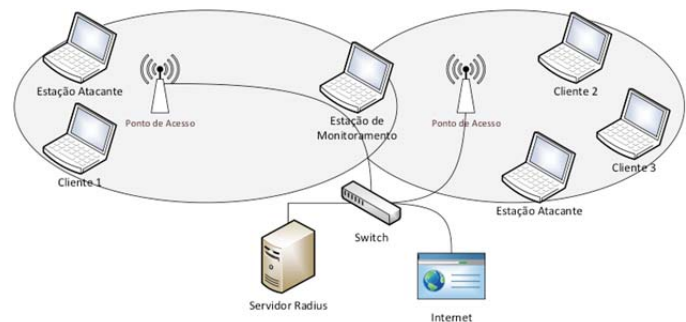 Estação Atacante
Ponto de Acesso
Cliente 1
Estação de
Monitoramento
Ponto de Acesso
Cliente 2
Cliente 3
Estação Atacante
Switch
Servidor Radius
Internet